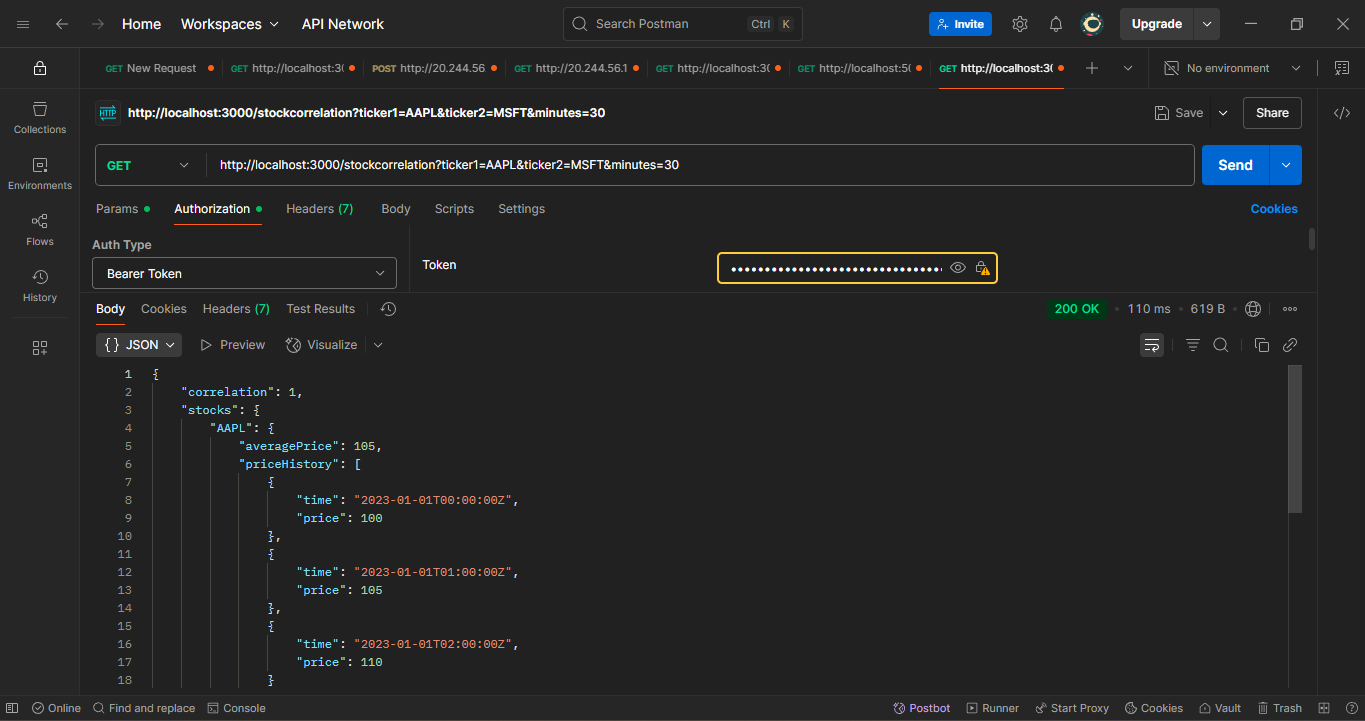 Home Workspaces API Network Search Postman Ctrl K Invite Upgrade
GET New Request GET http://localhost:30 POST http://20.244.56. GET http://20.244.56.1 GET http://localhost:30 GET http://localhost:50 GET http://localhost:30 No environment
HTTP http://localhost:3000/stockcorrelation?ticker1=AAPL&ticker2=MSFT&minutes=30 Save Share
Collections
GET http://localhost:3000/stockcorrelation?ticker1=AAPL&ticker2=MSFT&minutes=30 Send
Environments
Params Authorization Headers (7) Body Scripts Settings Cookies
Flows
Auth Type
Token
Bearer Token
History
Body Cookies Headers (7) Test Results 200 OK 110 ms 619 B
{ } JSON Preview Visualize
1 {
2 "correlation": 1,
3 "stocks": {
4 "AAPL": {
5 "averagePrice": 105,
6 "priceHistory": [
7 {
8 "time": "2023-01-01T00:00:00Z",
9 "price": 100
10 },
11 {
12 "time": "2023-01-01T01:00:00Z",
13 "price": 105
14 },
15 {
16 "time": "2023-01-01T02:00:00Z",
17 "price": 110
18 }
Online Find and replace Console Postbot Runner Start Proxy Cookies Vault Trash